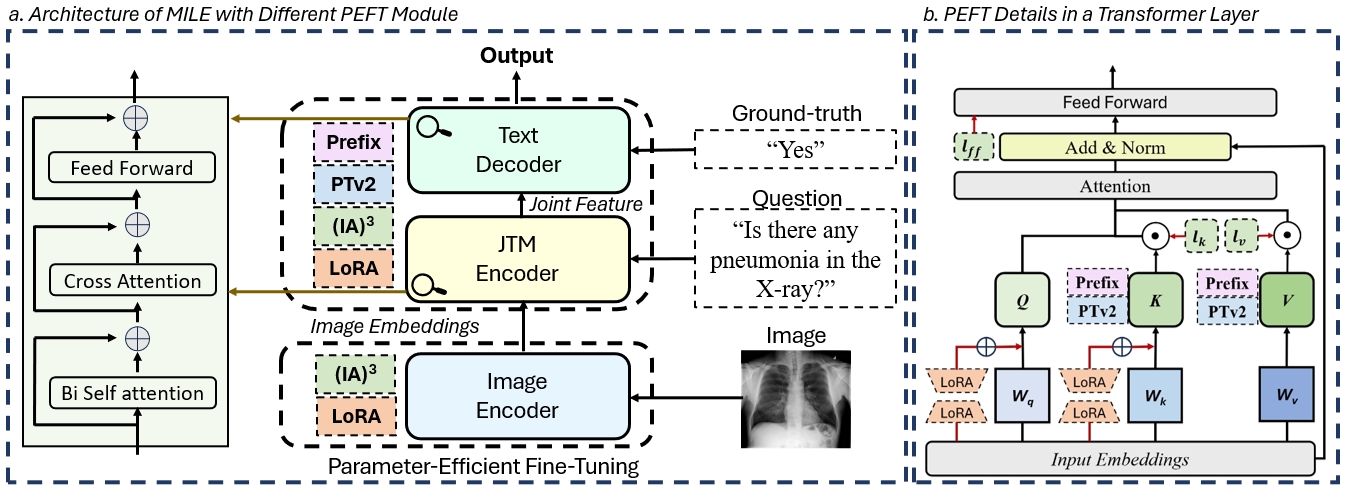 a. Architecture of MILE with Different PEFT Module
Feed Forward
Cross Attention
Bi Self attention
Output
Prefix
PTv2
(IA)³
LoRA
Text
Decoder
Joint Feature
JTM
Encoder
Image Embeddings
(IA)³
LoRA
Image
Encoder
Parameter-Efficient Fine-Tuning
Ground-truth
“Yes”
Question
“Is there any
pneumonia in the
X-ray?”
Image
b. PEFT Details in a Transformer Layer
Feed Forward
l_ff
Add & Norm
Attention
l_k
l_v
Q
Prefix
PTv2
K
Prefix
PTv2
V
LoRA
LoRA
W_q
LoRA
LoRA
W_k
W_v
Input Embeddings